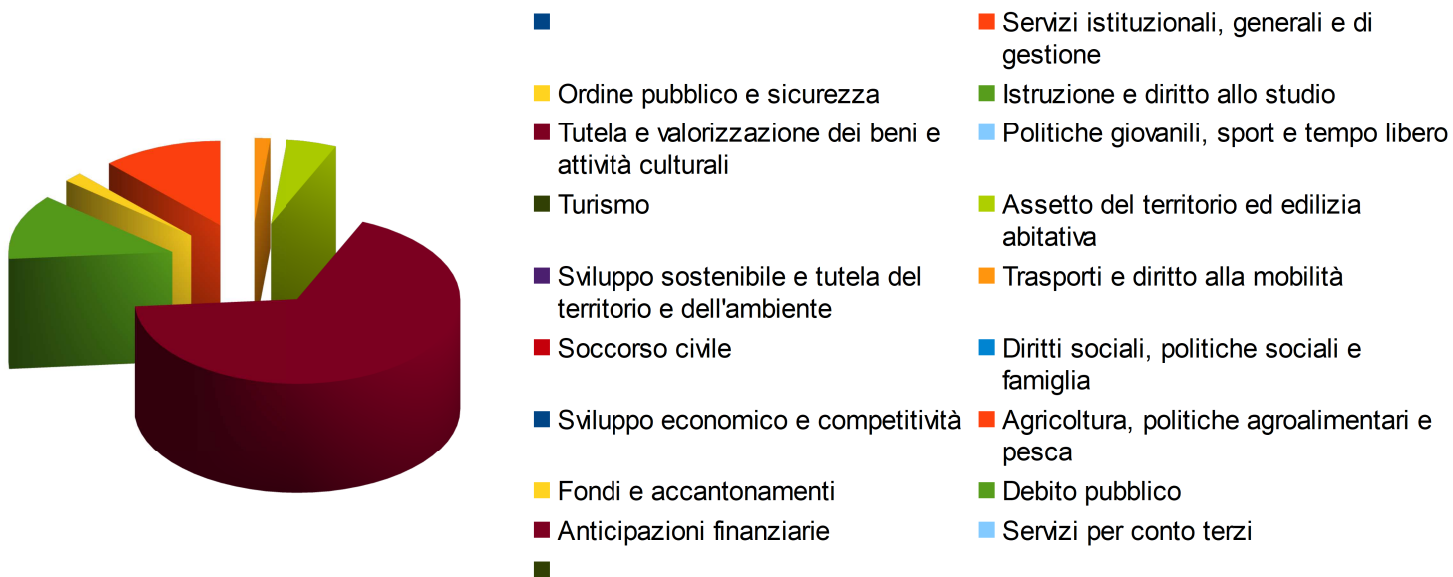 Servizi istituzionali, generali e di
gestione
Ordine pubblico e sicurezza
Istruzione e diritto allo studio
Tutela e valorizzazione dei beni e
attività culturali
Politiche giovanili, sport e tempo libero
Turismo
Assetto del territorio ed edilizia
abitativa
Sviluppo sostenibile e tutela del
territorio e dell'ambiente
Trasporti e diritto alla mobilità
Soccorso civile
Diritti sociali, politiche sociali e
famiglia
Sviluppo economico e competitività
Agricoltura, politiche agroalimentari e
pesca
Fondi e accantonamenti
Debito pubblico
Anticipazioni finanziarie
Servizi per conto terzi